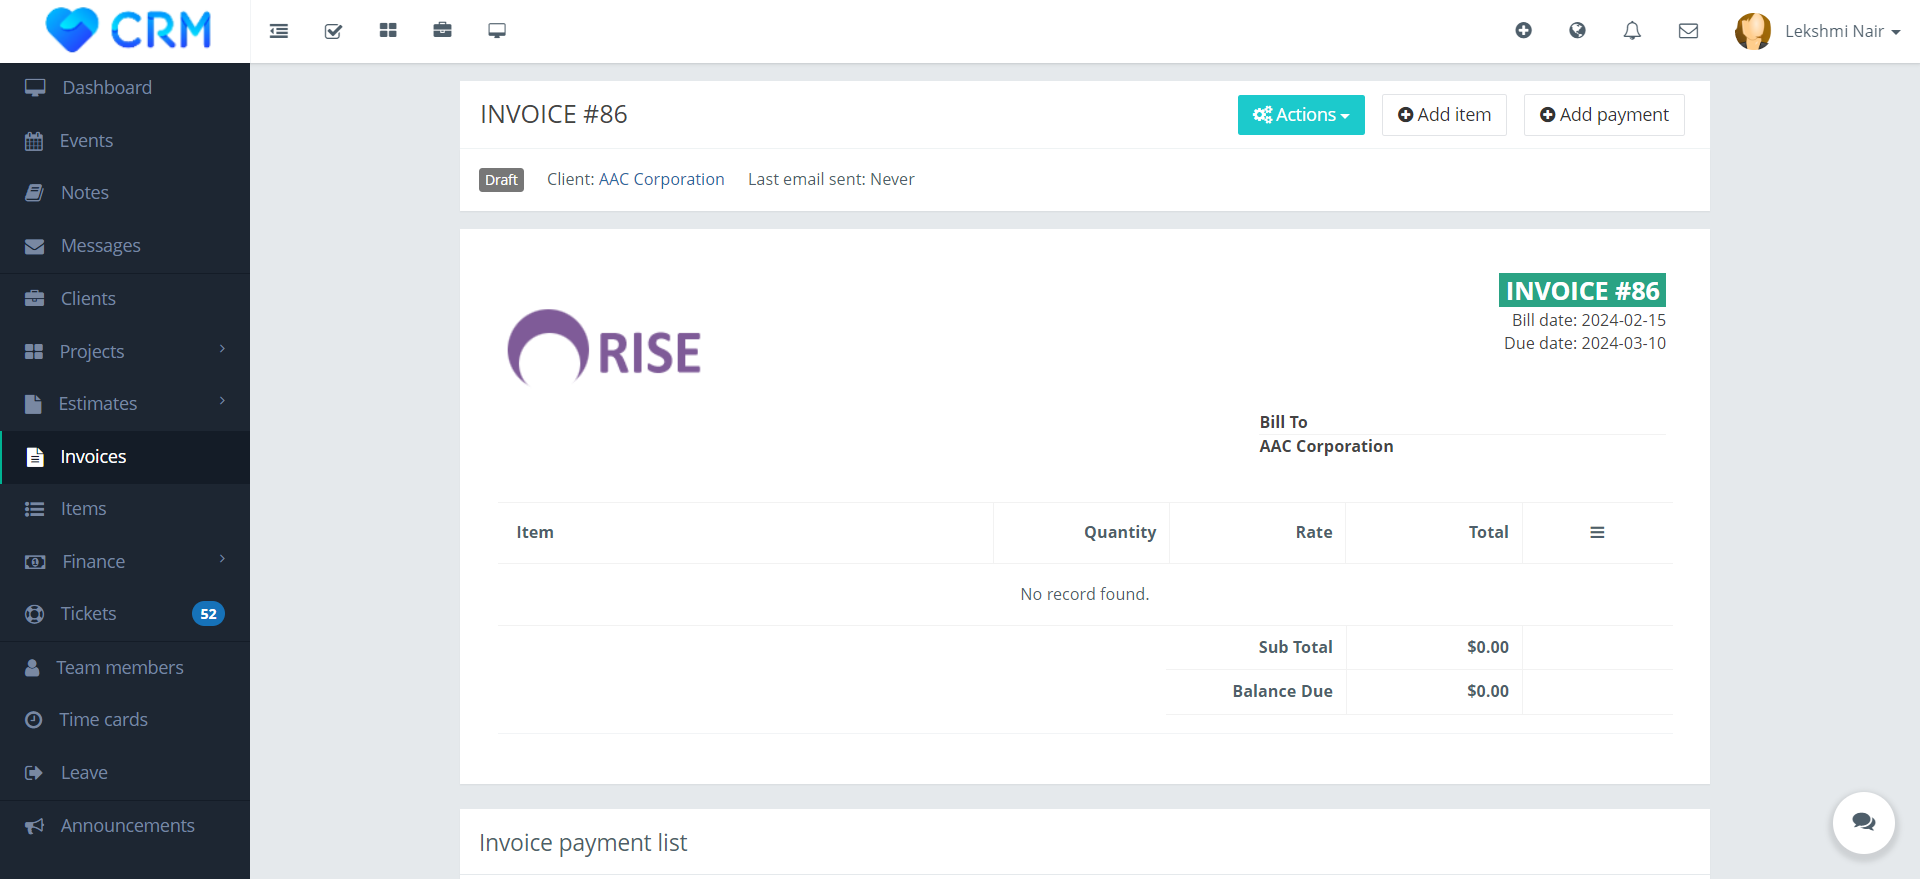 CRM
Lekshmi Nair
Dashboard
Events
Notes
Messages
Clients
Projects
Estimates
Invoices
Items
Finance
Tickets 52
Team members
Time cards
Leave
Announcements
INVOICE #86
Actions
Add item
Add payment
Draft Client: AAC Corporation Last email sent: Never
RISE
INVOICE #86
Bill date: 2024-02-15
Due date: 2024-03-10
Bill To
AAC Corporation
Item Quantity Rate Total
No record found.
Sub Total $0.00
Balance Due $0.00
Invoice payment list